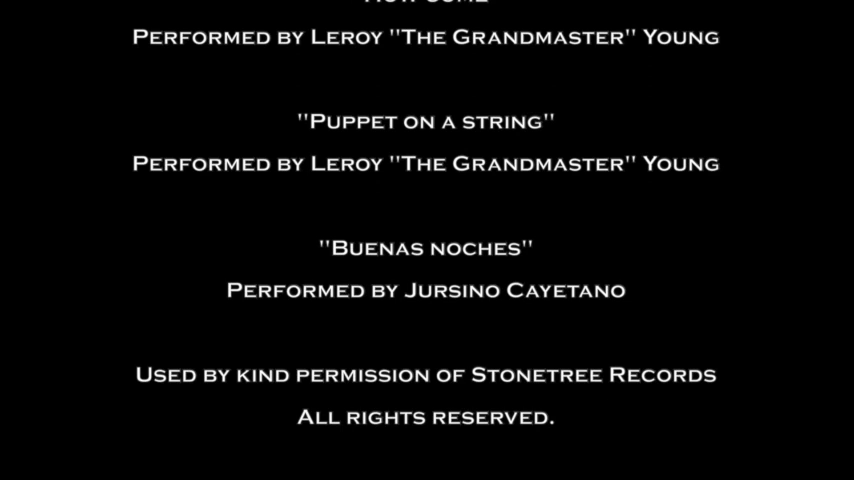 Performed by Leroy "The Grandmaster" Young
"Puppet on a string"
Performed by Leroy "The Grandmaster" Young
"Buenas noches"
Performed by Jursino Cayetano
Used by kind permission of Stonetree Records
All rights reserved.